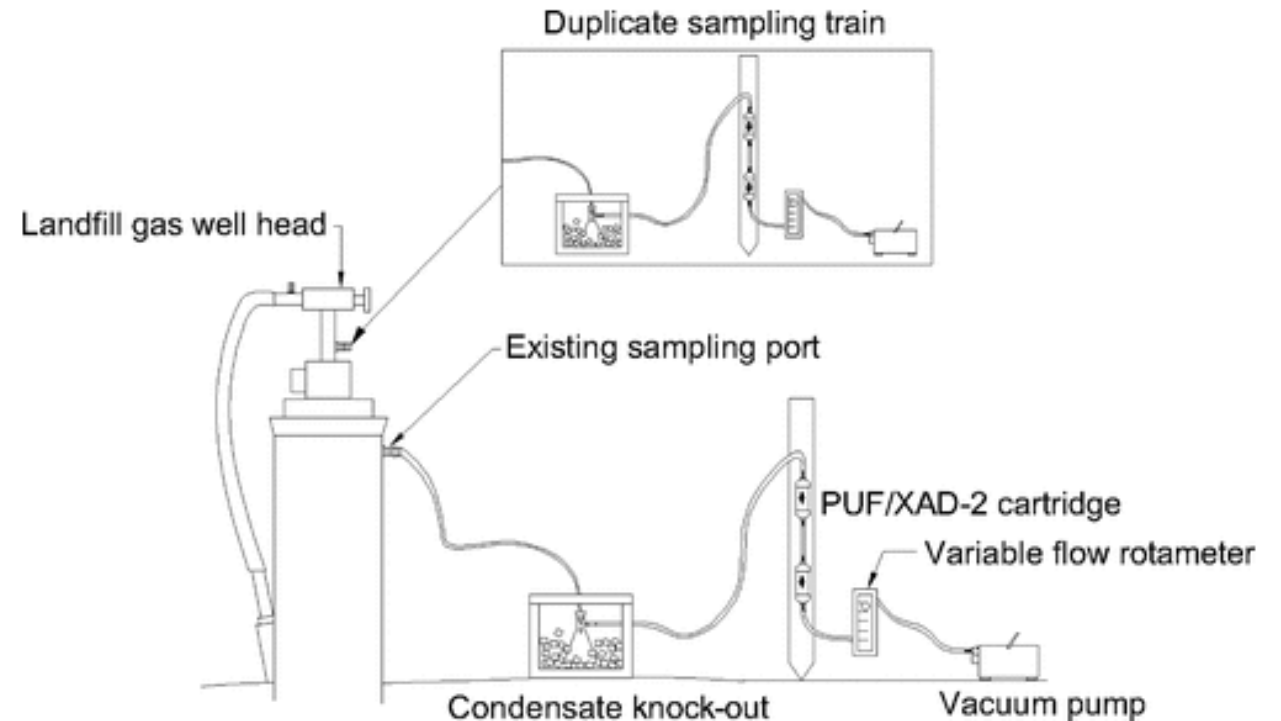 Duplicate sampling train
Landfill gas well head
Existing sampling port
PUF/XAD-2 cartridge
Variable flow rotameter
Condensate knock-out
Vacuum pump